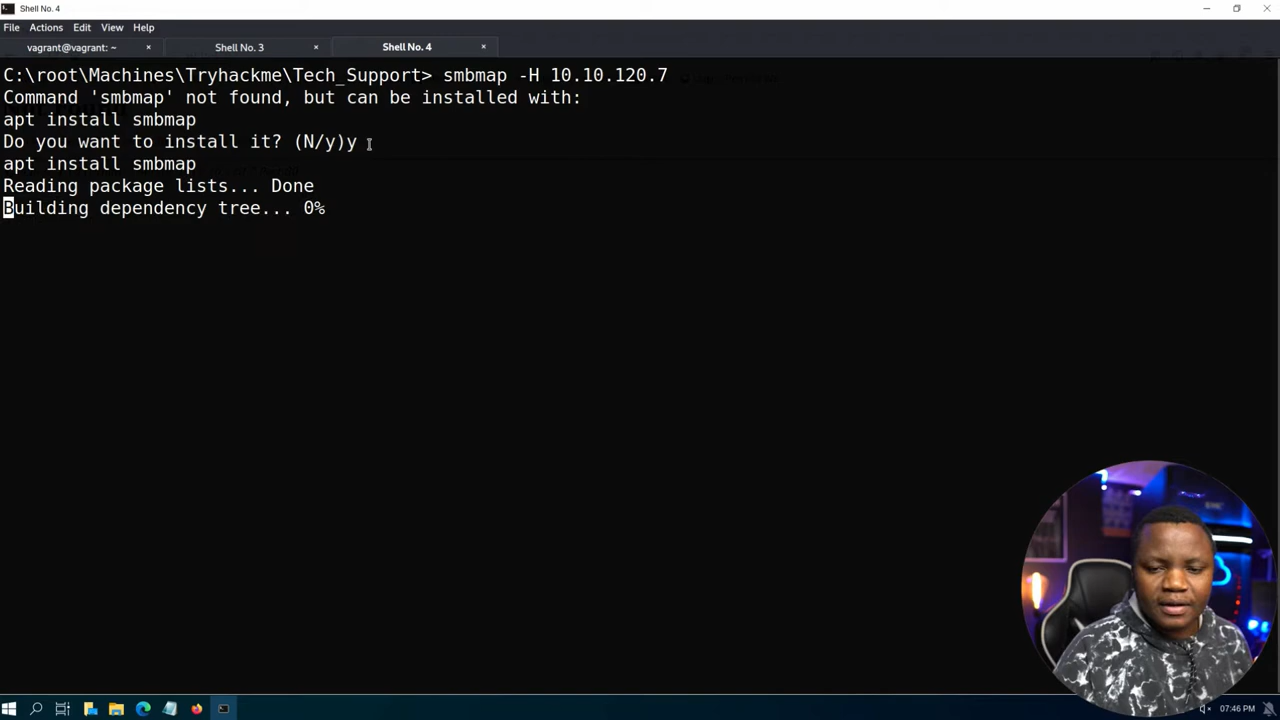 Shell No. 4
File Actions Edit View Help
vagrant@vagrant: ~ × Shell No. 3 × Shell No. 4 ×
C:\root\Machines\Tryhackme\Tech_Support> smbmap -H 10.10.120.7
Command 'smbmap' not found, but can be installed with:
apt install smbmap
Do you want to install it? (N/y)y
apt install smbmap
Reading package lists... Done
Building dependency tree... 0%
07:46 PM